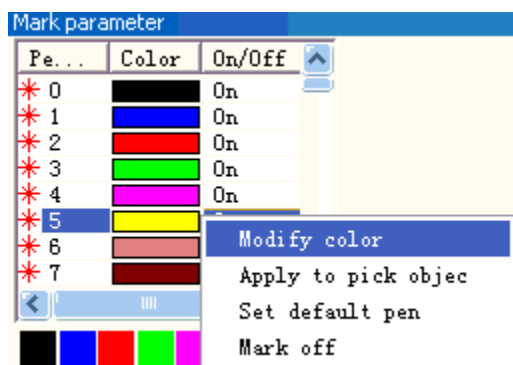 Mark parameter
Pe... Color On/Off
0 On
1 On
2 On
3 On
4 On
5
6
7
Modify color
Apply to pick objec
Set default pen
Mark off